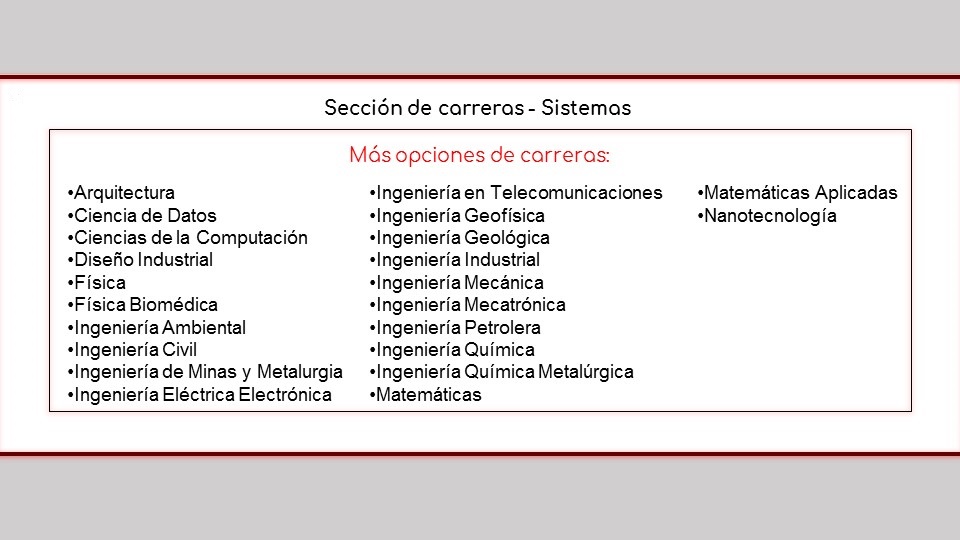 Sección de carreras - Sistemas
Más opciones de carreras:
•Arquitectura
•Ciencia de Datos
•Ciencias de la Computación
•Diseño Industrial
•Física
•Física Biomédica
•Ingeniería Ambiental
•Ingeniería Civil
•Ingeniería de Minas y Metalurgia
•Ingeniería Eléctrica Electrónica
•Ingeniería en Telecomunicaciones
•Ingeniería Geofísica
•Ingeniería Geológica
•Ingeniería Industrial
•Ingeniería Mecánica
•Ingeniería Mecatrónica
•Ingeniería Petrolera
•Ingeniería Química
•Ingeniería Química Metalúrgica
•Matemáticas
•Matemáticas Aplicadas
•Nanotecnología